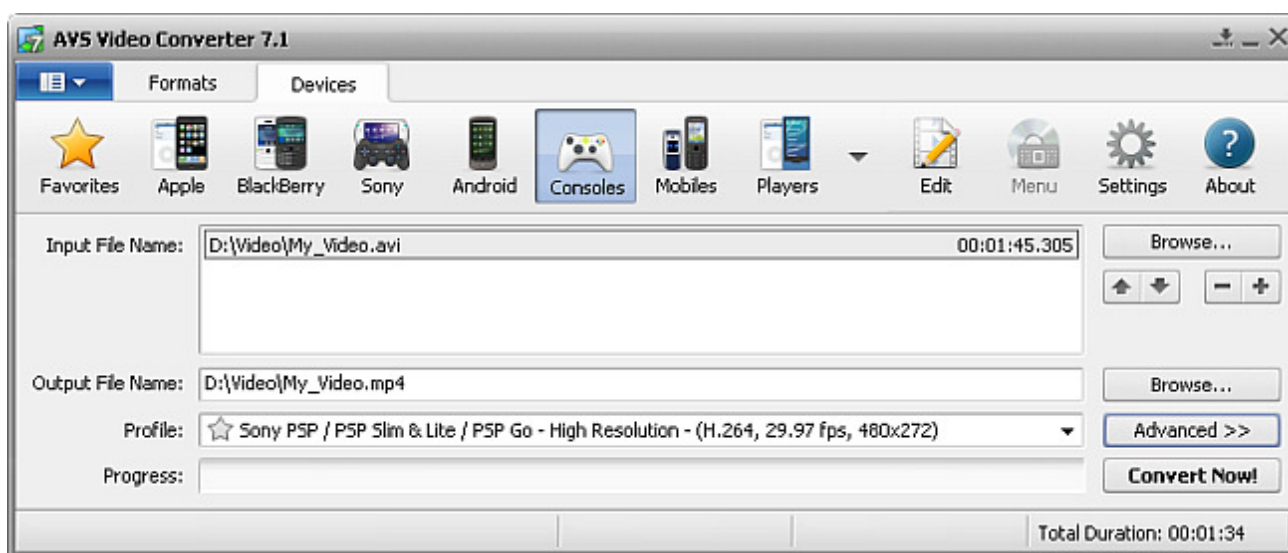 AVS Video Converter 7.1
Formats Devices
Favorites Apple BlackBerry Sony Android Consoles Mobiles Players Edit Menu Settings About
Input File Name: D:\Video\My_Video.avi 00:01:45.305 Browse...
Output File Name: D:\Video\My_Video.mp4 Browse...
Profile: Sony PSP / PSP Slim & Lite / PSP Go - High Resolution - (H.264, 29.97 fps, 480x272) Advanced >>
Progress: Convert Now!
Total Duration: 00:01:34